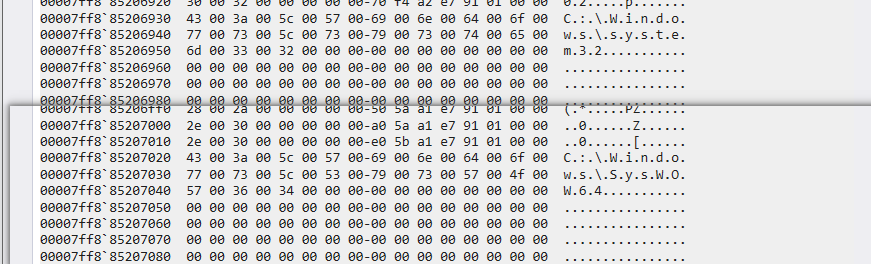 00007ff8`85206920  30 00 32 00 00 00 00 00-70 f4 a2 e7 91 01 00 00  0.2.....p.......
00007ff8`85206930  43 00 3a 00 5c 00 57 00-69 00 6e 00 64 00 6f 00  C.:.\.W.i.n.d.o.
00007ff8`85206940  77 00 73 00 5c 00 73 00-79 00 73 00 74 00 65 00  w.s.\.s.y.s.t.e.
00007ff8`85206950  6d 00 33 00 32 00 00 00-00 00 00 00 00 00 00 00  m.3.2...........
00007ff8`85206960  00 00 00 00 00 00 00 00-00 00 00 00 00 00 00 00  ................
00007ff8`85206970  00 00 00 00 00 00 00 00-00 00 00 00 00 00 00 00  ................
00007ff8`85206980  00 00 00 00 00 00 00 00-00 00 00 00 00 00 00 00  ................
00007ff8`85206ff0  28 00 2a 00 00 00 00 00-50 5a a1 e7 91 01 00 00  (.*.....PZ......
00007ff8`85207000  2e 00 30 00 00 00 00 00-a0 5a a1 e7 91 01 00 00  ..0......Z......
00007ff8`85207010  2e 00 30 00 00 00 00 00-e0 5b a1 e7 91 01 00 00  ..0......[......
00007ff8`85207020  43 00 3a 00 5c 00 57 00-69 00 6e 00 64 00 6f 00  C.:.\.W.i.n.d.o.
00007ff8`85207030  77 00 73 00 5c 00 53 00-79 00 73 00 57 00 4f 00  w.s.\.S.y.s.W.O.
00007ff8`85207040  57 00 36 00 34 00 00 00-00 00 00 00 00 00 00 00  W.6.4...........
00007ff8`85207050  00 00 00 00 00 00 00 00-00 00 00 00 00 00 00 00  ................
00007ff8`85207060  00 00 00 00 00 00 00 00-00 00 00 00 00 00 00 00  ................
00007ff8`85207070  00 00 00 00 00 00 00 00-00 00 00 00 00 00 00 00  ................
00007ff8`85207080  00 00 00 00 00 00 00 00-00 00 00 00 00 00 00 00  ................